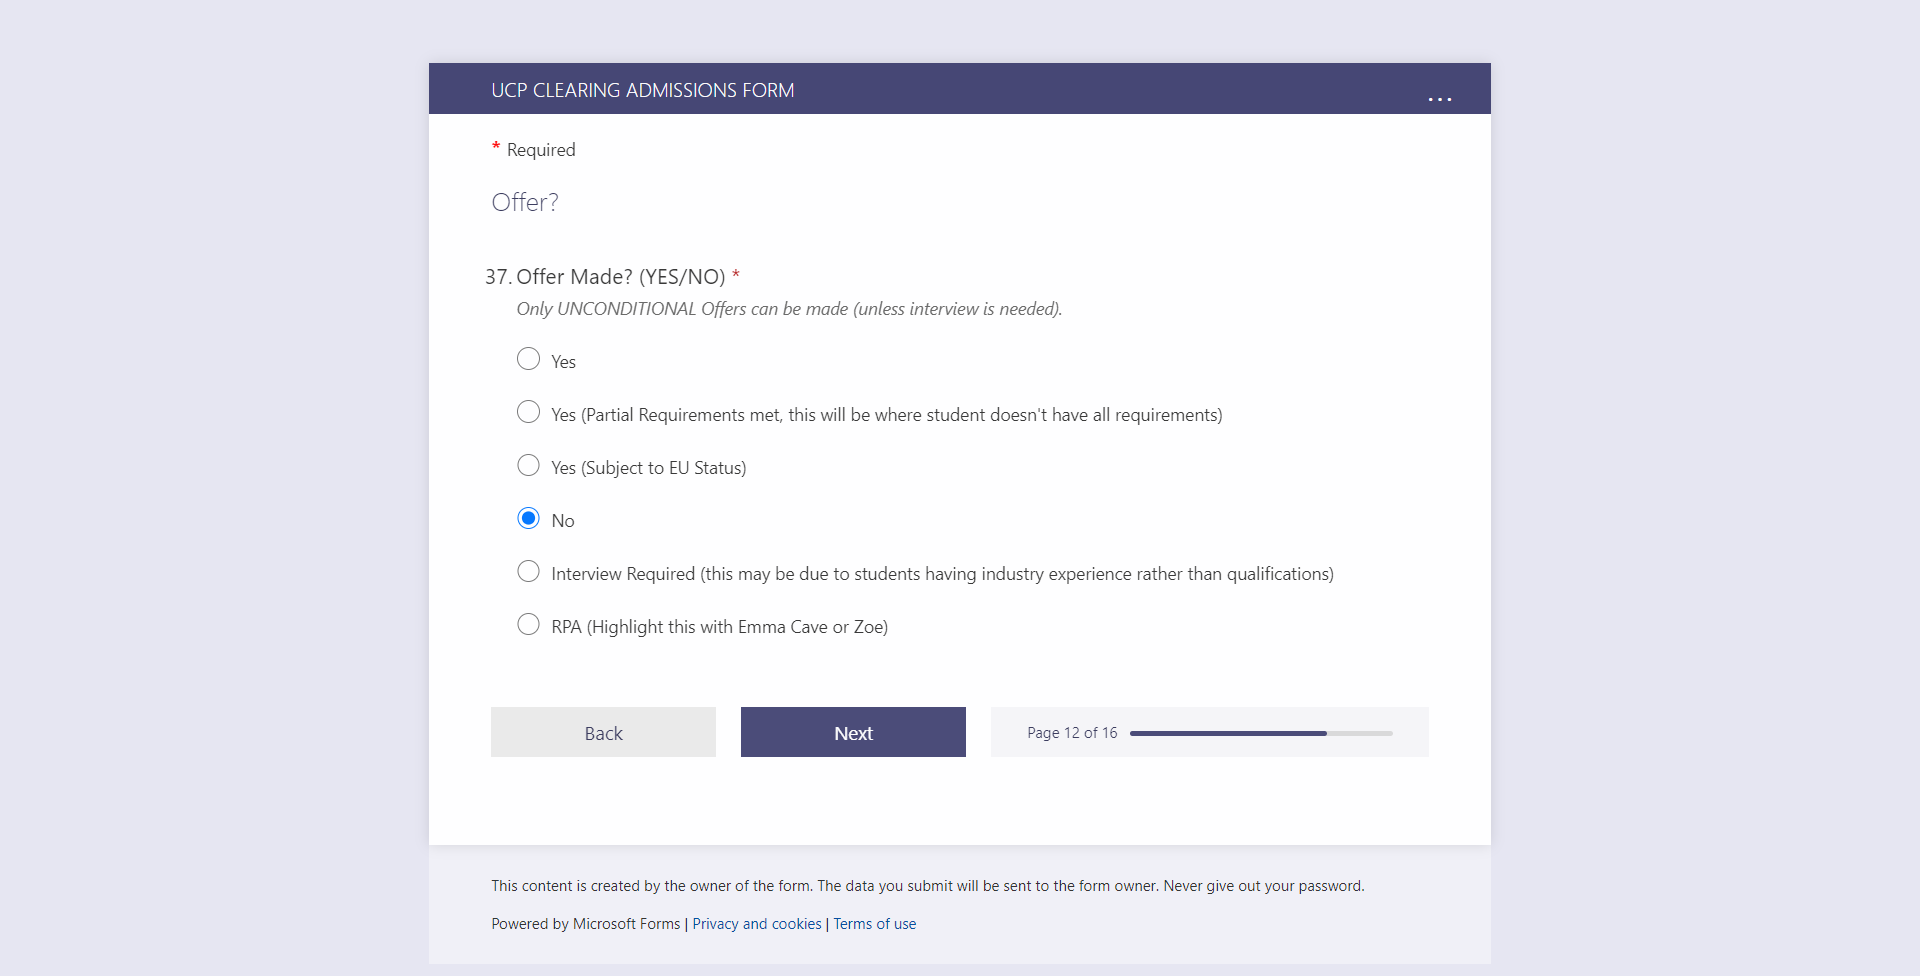 UCP CLEARING ADMISSIONS FORM
...
* Required
Offer?
37. Offer Made? (YES/NO) *
Only UNCONDITIONAL Offers can be made (unless interview is needed).
Yes
Yes (Partial Requirements met, this will be where student doesn't have all requirements)
Yes (Subject to EU Status)
No
Interview Required (this may be due to students having industry experience rather than qualifications)
RPA (Highlight this with Emma Cave or Zoe)
Back
Next
Page 12 of 16
This content is created by the owner of the form. The data you submit will be sent to the form owner. Never give out your password.
Powered by Microsoft Forms | Privacy and cookies | Terms of use